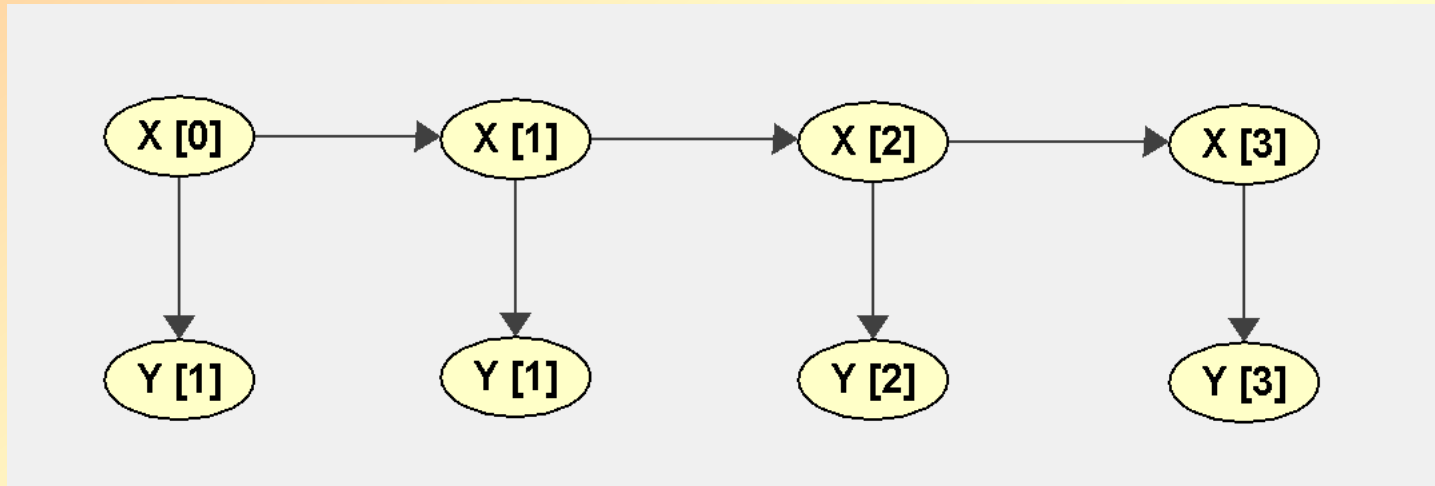 X [0] X [1] X [2] X [3]
Y [1] Y [1] Y [2] Y [3]